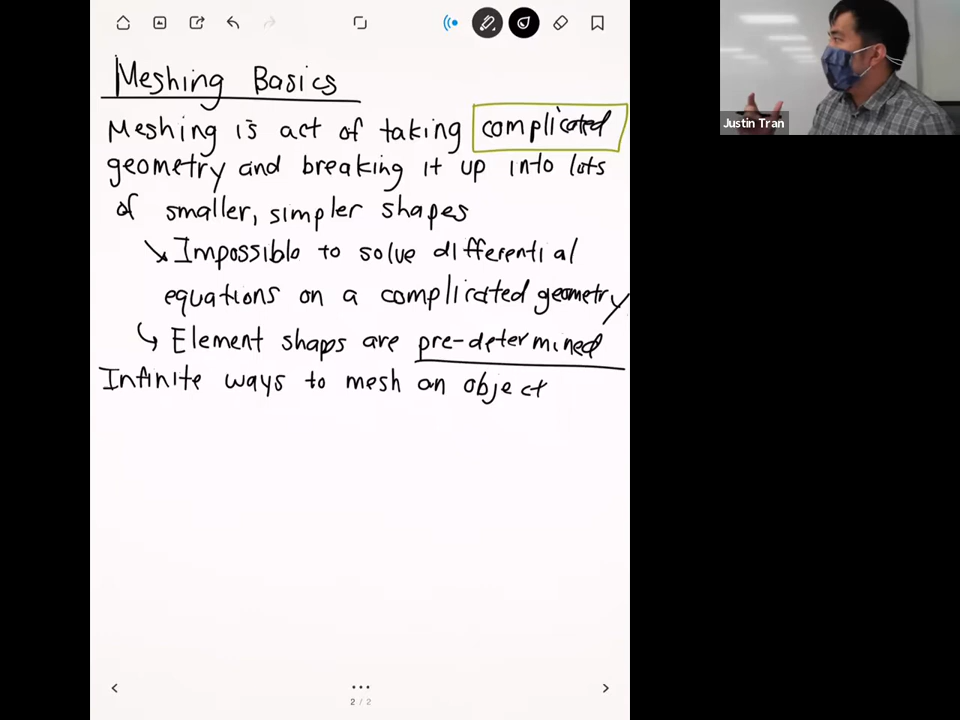 Meshing Basics
Meshing is act of taking complicated
geometry and breaking it up into lots
of smaller, simpler shapes
Impossible to solve differential
equations on a complicated geometry
Element shaps are pre-determined
Infinite ways to mesh an object
Justin Tran
2 / 2